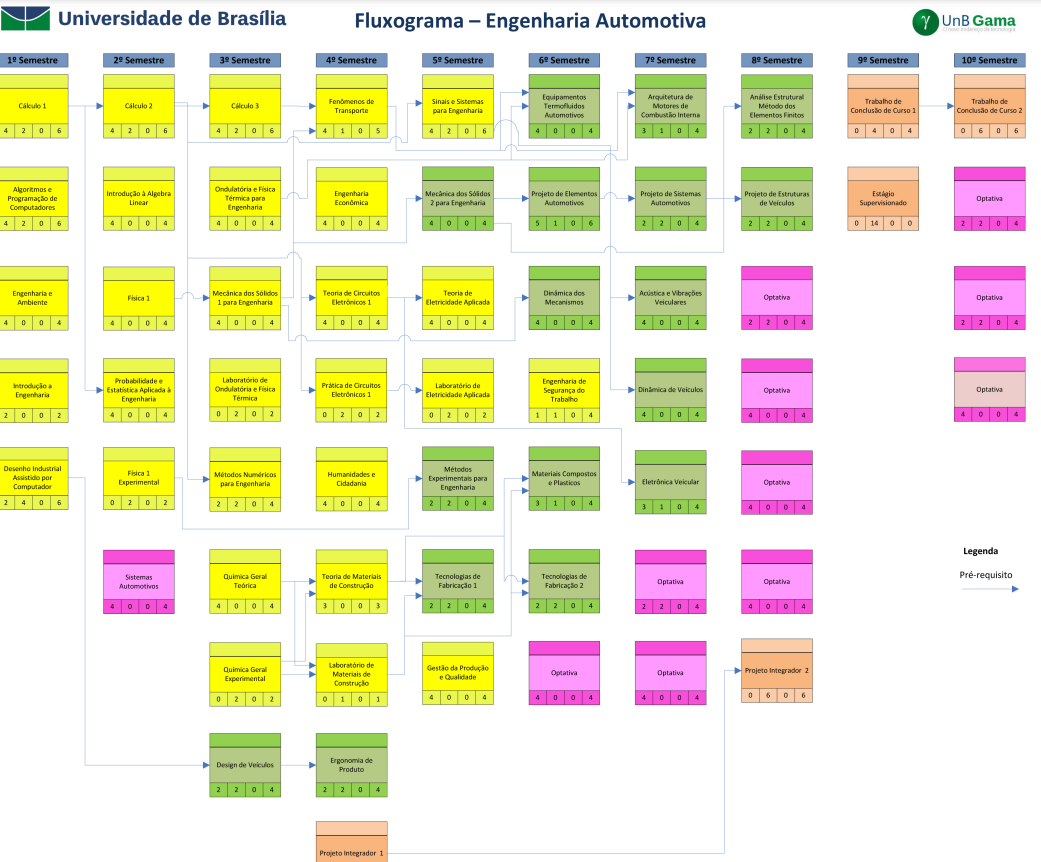 Universidade de Brasília
Fluxograma – Engenharia Automotiva
UnB Gama
1º Semestre
2º Semestre
3º Semestre
4º Semestre
5º Semestre
6º Semestre
7º Semestre
8º Semestre
9º Semestre
10º Semestre
Cálculo 1
4 2 0 6
Cálculo 2
4 2 0 6
Cálculo 3
4 2 0 6
Fenômenos de
Transporte
4 1 0 5
Sinais e Sistemas
para Engenharia
4 2 0 6
Equipamentos
Termofluidos
Automotivos
4 0 0 4
Arquitetura de
Motores de
Combustão Interna
3 1 0 4
Análise Estrutural
Método dos
Elementos Finitos
2 2 0 4
Trabalho de
Conclusão de Curso 1
0 4 0 4
Trabalho de
Conclusão de Curso 2
0 6 0 6
Algoritmos e
Programação de
Computadores
4 2 0 6
Introdução à Algebra
Linear
4 0 0 4
Ondulatória e Física
Térmica para
Engenharia
4 0 0 4
Engenharia
Econômica
4 0 0 4
Mecânica dos Sólidos
2 para Engenharia
4 0 0 4
Projeto de Elementos
Automotivos
5 1 0 6
Projeto de Sistemas
Automotivos
2 2 0 4
Projeto de Estruturas
de Veículos
2 2 0 4
Estágio
Supervisionado
0 14 0 0
Optativa
2 2 0 4
Engenharia e
Ambiente
4 0 0 4
Física 1
4 0 0 4
Mecânica dos Sólidos
1 para Engenharia
4 0 0 4
Teoria de Circuitos
Eletrônicos 1
4 0 0 4
Teoria de
Eletricidade Aplicada
4 0 0 4
Dinâmica dos
Mecanismos
4 0 0 4
Acústica e Vibrações
Veiculares
4 0 0 4
Optativa
2 2 0 4
Optativa
2 2 0 4
Introdução a
Engenharia
2 0 0 2
Probabilidade e
Estatística Aplicada à
Engenharia
4 0 0 4
Laboratório de
Ondulatória e Física
Térmica
0 2 0 2
Prática de Circuitos
Eletrônicos 1
0 2 0 2
Laboratório de
Eletricidade Aplicada
0 2 0 2
Engenharia de
Segurança do
Trabalho
1 1 0 4
Dinâmica de Veículos
4 0 0 4
Optativa
4 0 0 4
Optativa
4 0 0 4
Desenho Industrial
Assistido por
Computador
2 4 0 6
Física 1
Experimental
0 2 0 2
Métodos Numéricos
para Engenharia
2 2 0 4
Humanidades e
Cidadania
4 0 0 4
Métodos
Experimentais para
Engenharia
2 2 0 4
Materiais Compostos
e Plasticos
3 1 0 4
Eletrônica Veicular
3 1 0 4
Optativa
4 0 0 4
Sistemas
Automotivos
4 0 0 4
Química Geral
Teórica
4 0 0 4
Teoria de Materiais
de Construção
3 0 0 3
Tecnologias de
Fabricação 1
2 2 0 4
Tecnologias de
Fabricação 2
2 2 0 4
Optativa
2 2 0 4
Optativa
4 0 0 4
Legenda
Pré-requisito
Química Geral
Experimental
0 2 0 2
Laboratório de
Materiais de
Construção
0 1 0 1
Gestão da Produção
e Qualidade
4 0 0 4
Optativa
4 0 0 4
Optativa
4 0 0 4
Projeto Integrador 2
0 6 0 6
Design de Veículos
2 2 0 4
Ergonomia de
Produto
2 2 0 4
Projeto Integrador 1